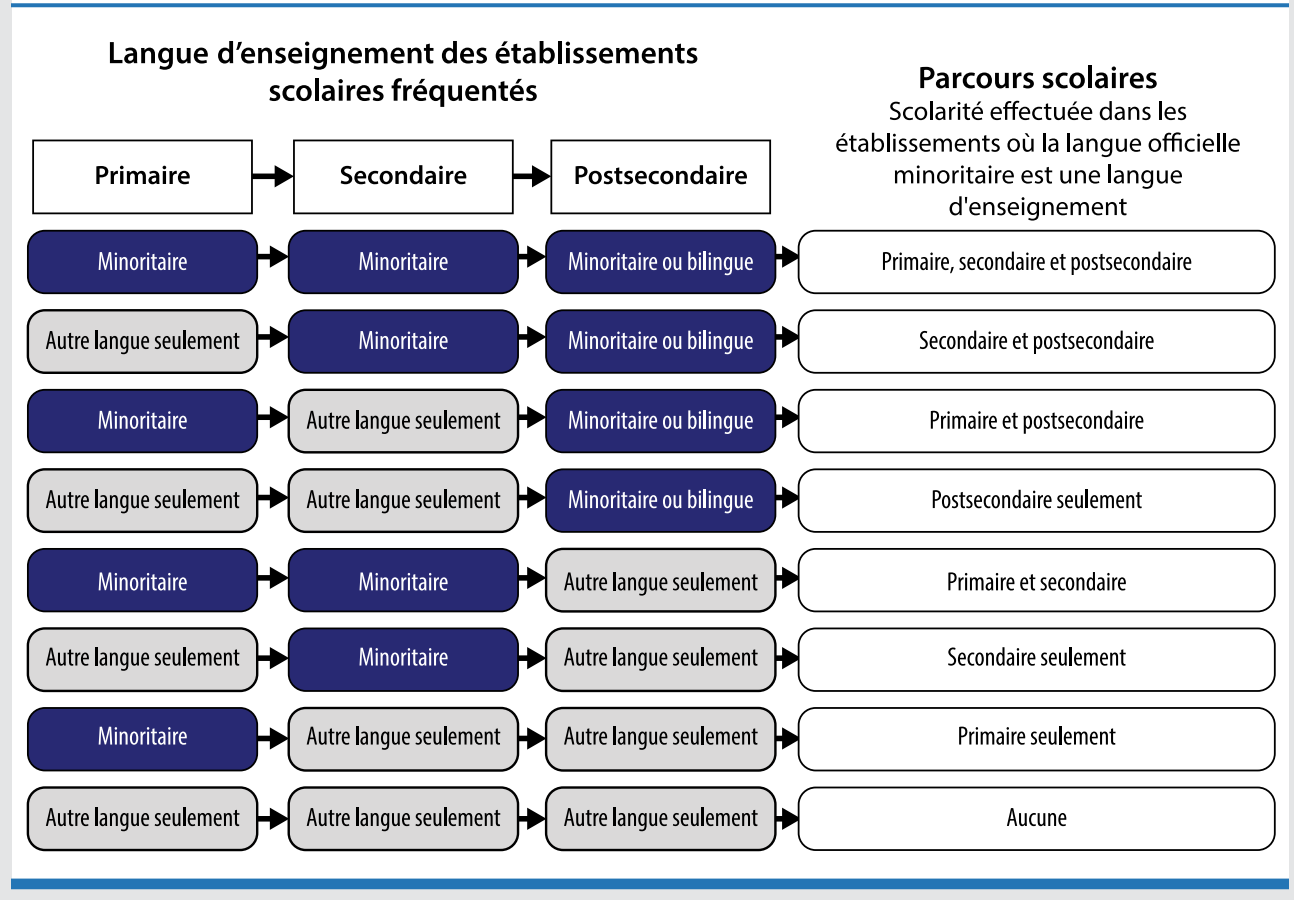 Langue d’enseignement des établissements
scolaires fréquentés
Parcours scolaires
Scolarité effectuée dans les
établissements où la langue officielle
minoritaire est une langue
d'enseignement
Primaire
Secondaire
Postsecondaire
Minoritaire
Minoritaire
Minoritaire ou bilingue
Primaire, secondaire et postsecondaire
Autre langue seulement
Minoritaire
Minoritaire ou bilingue
Secondaire et postsecondaire
Minoritaire
Autre langue seulement
Minoritaire ou bilingue
Primaire et postsecondaire
Autre langue seulement
Autre langue seulement
Minoritaire ou bilingue
Postsecondaire seulement
Minoritaire
Minoritaire
Autre langue seulement
Primaire et secondaire
Autre langue seulement
Minoritaire
Autre langue seulement
Secondaire seulement
Minoritaire
Autre langue seulement
Autre langue seulement
Primaire seulement
Autre langue seulement
Autre langue seulement
Autre langue seulement
Aucune